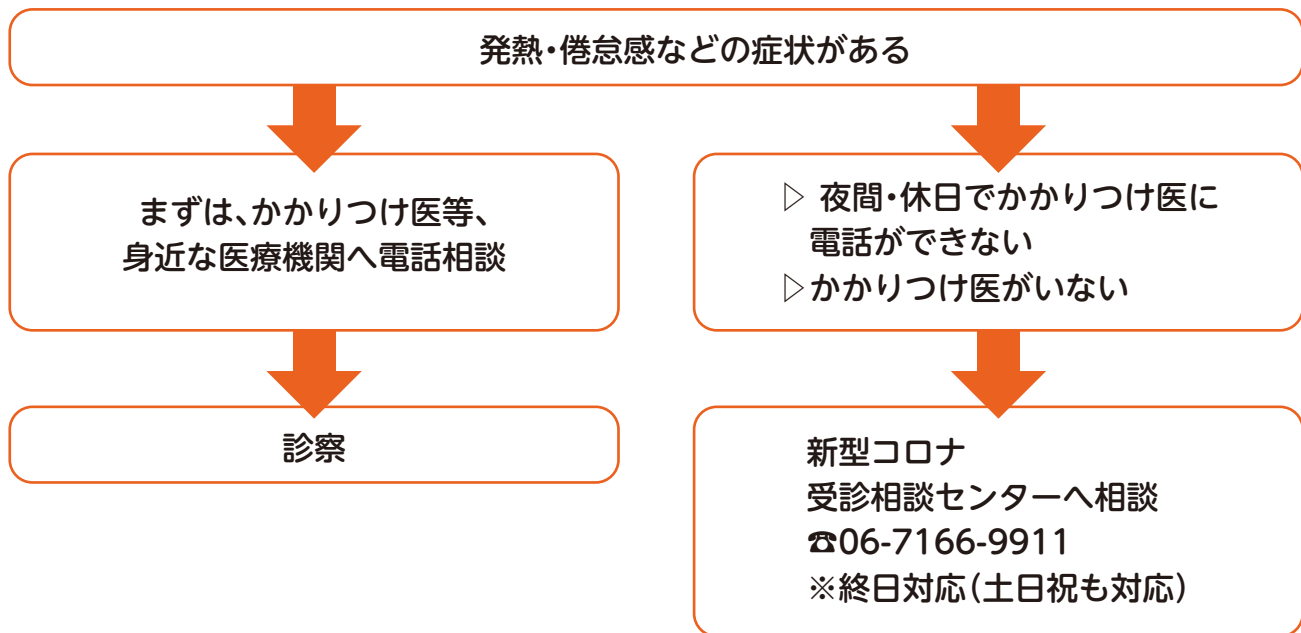 発熱・倦怠感などの症状がある
まずは、かかりつけ医等、
身近な医療機関へ電話相談
診察
▷ 夜間・休日でかかりつけ医に
電話ができない
▷かかりつけ医がいない
新型コロナ
受診相談センターへ相談
☎06-7166-9911
※終日対応(土日祝も対応)